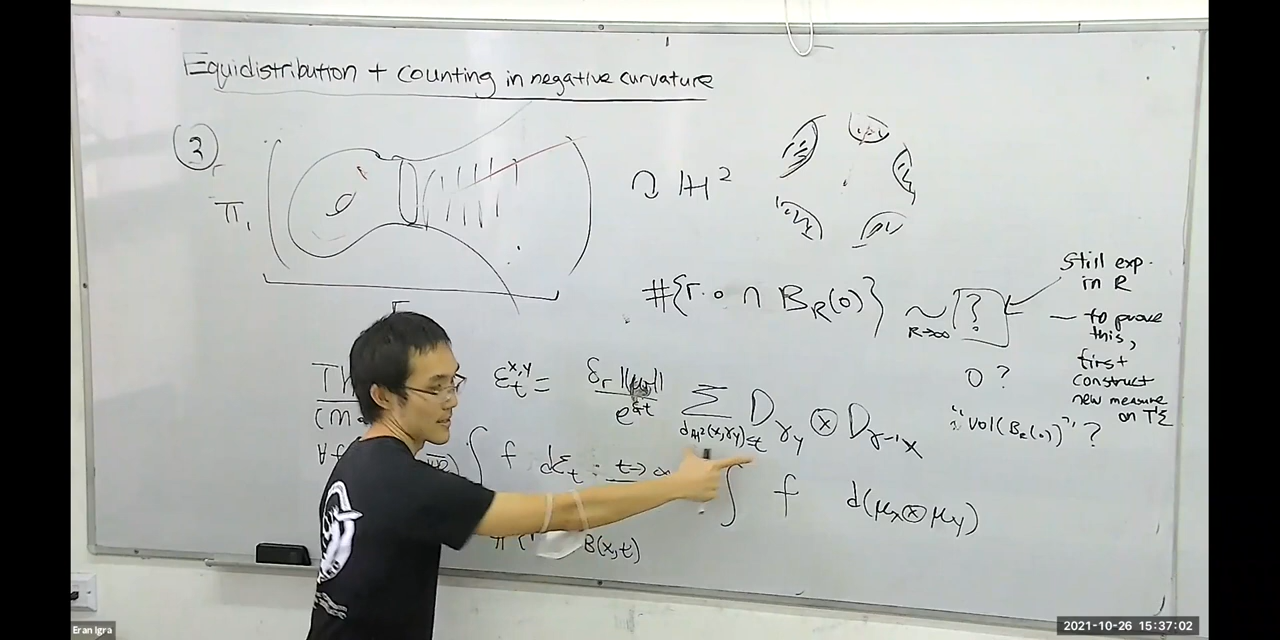 Equidistribution + counting in negative curvature
3
π₁
Γ
↷ H²
#{Γ·o ∩ B_R(o)} ~_{R→∞} ?
Still exp. in R
— to prove this, first construct new measure on T¹Σ
0 ?
"Vol(B_R(o))" ?
ε_t^{x,y} = δ_Γ ||μ|| / e^{δt} Σ_{d_{H²}(x,γy)≤t} D_{γy} ⊗ D_{γ⁻¹x}
∫ f dε_t t→∞ ∫ f d(μ_x ⊗ μ_y)
B(x,t)
Eran Igra
2021-10-26 15:37:02